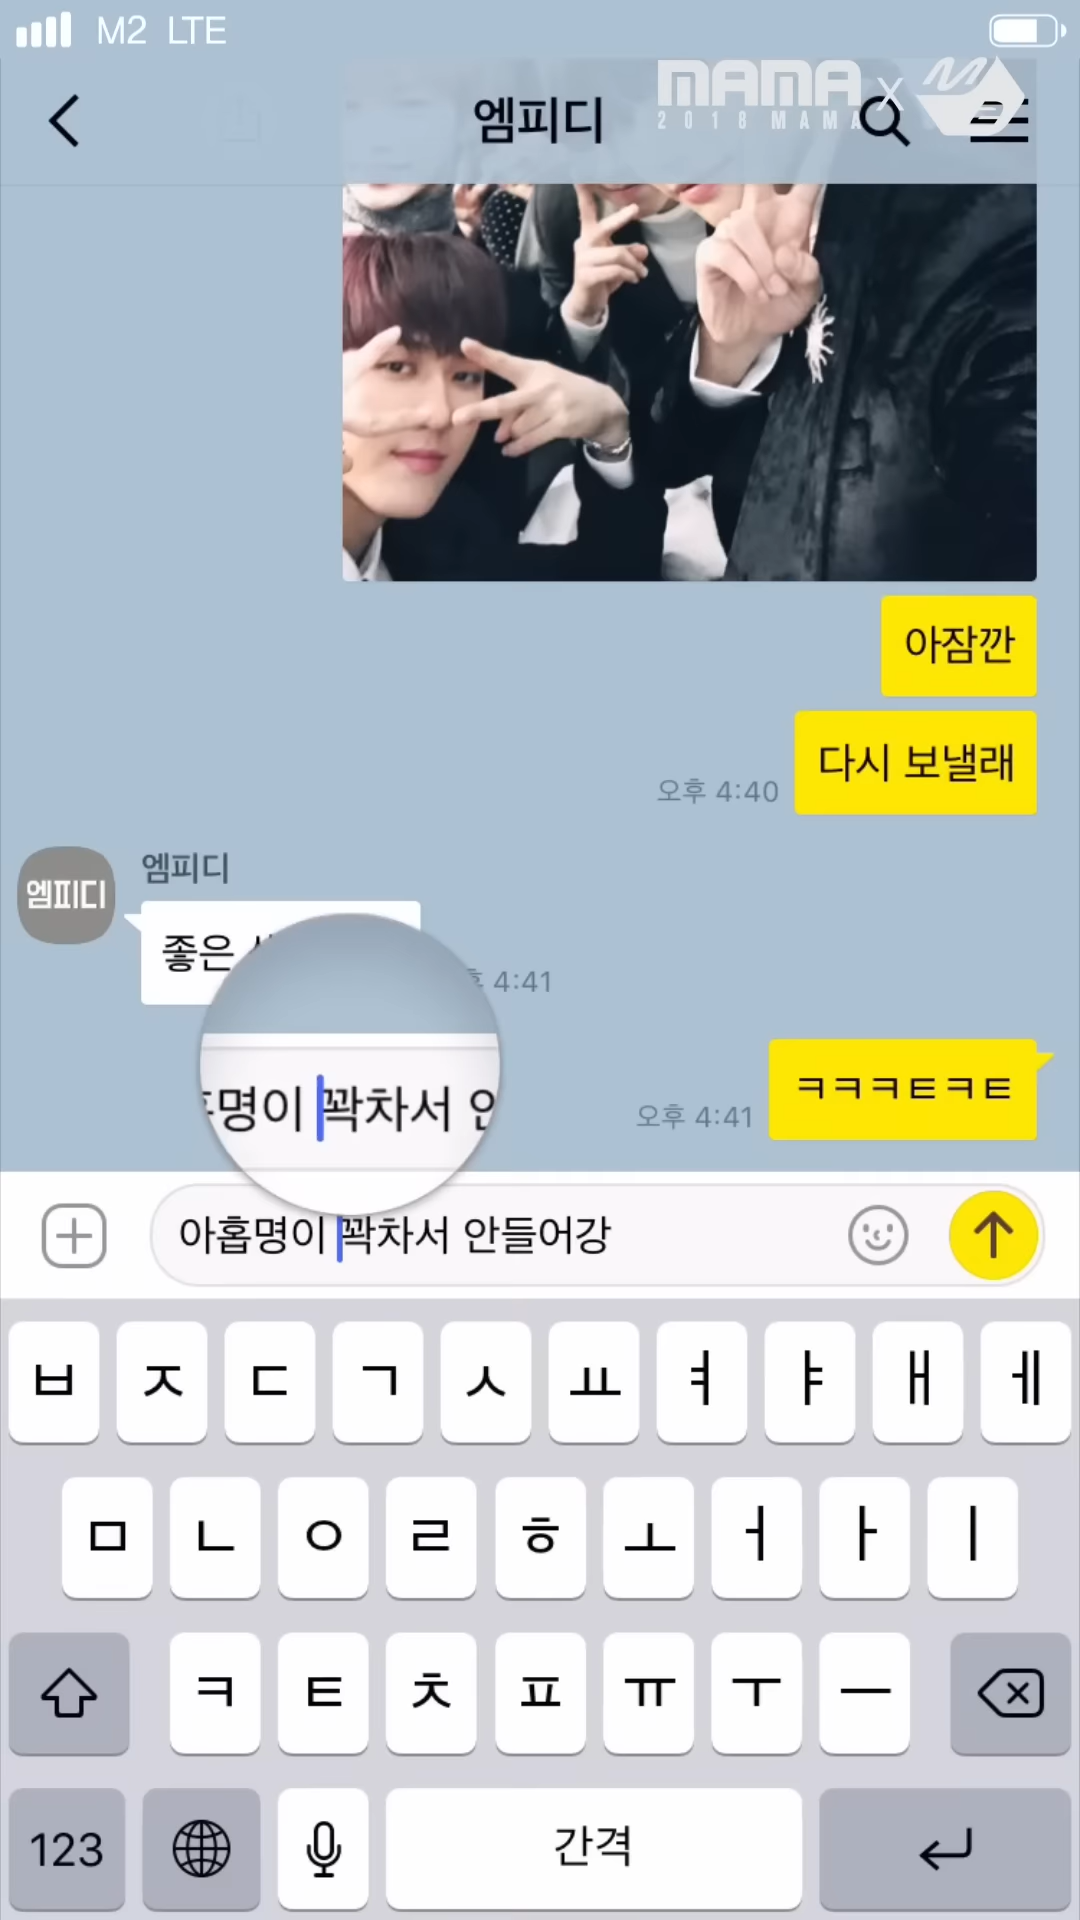 M2 LTE
엠피디
MAMA X M2
2018 MAMA
아잠깐
다시 보낼래
오후 4:40
엠피디
엠피디
좋은
4:41
명이 꽉차서
ㅋㅋㅋㅌㅋㅌ
오후 4:41
아홉명이 꽉차서 안들어강
ㅂ ㅈ ㄷ ㄱ ㅅ ㅛ ㅕ ㅑ ㅐ ㅔ
ㅁ ㄴ ㅇ ㄹ ㅎ ㅗ ㅓ ㅏ ㅣ
ㅋ ㅌ ㅊ ㅍ ㅠ ㅜ ㅡ
123 간격